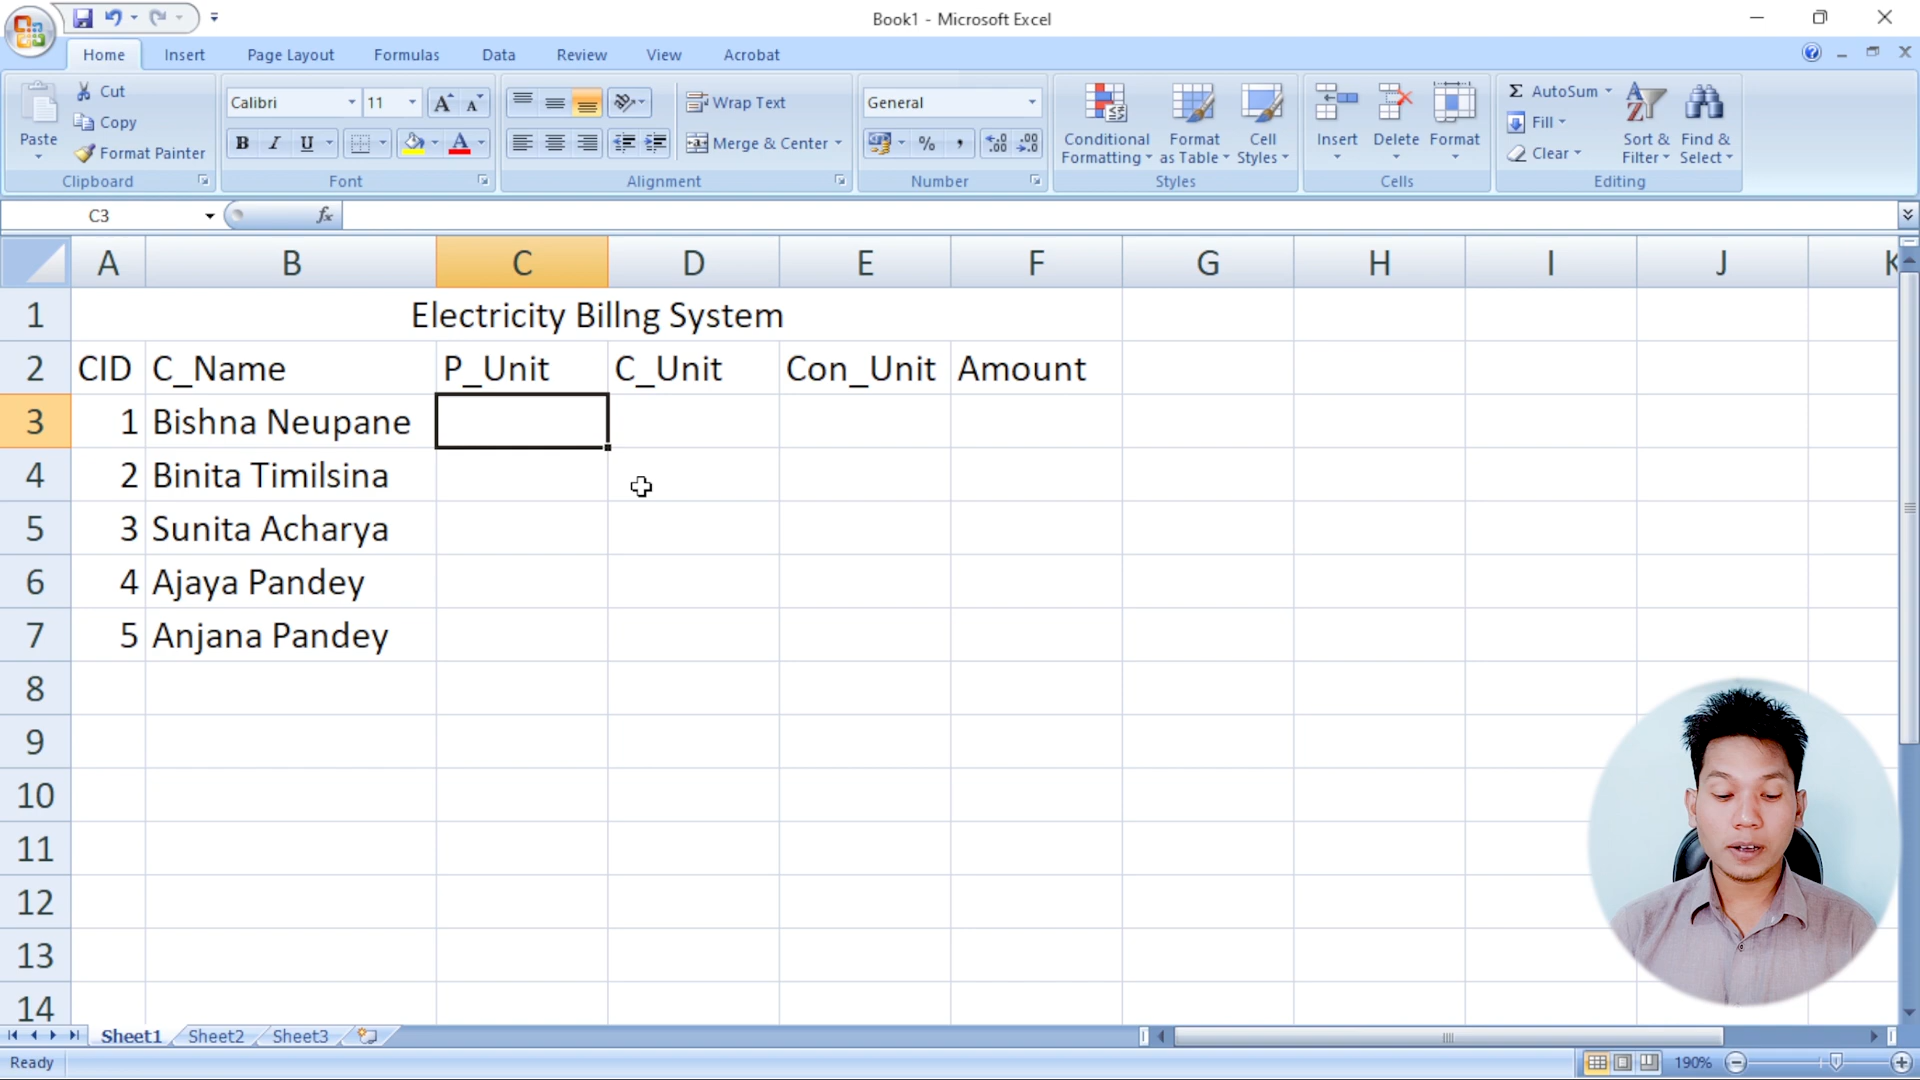 Book1 - Microsoft Excel
Home Insert Page Layout Formulas Data Review View Acrobat
Paste
Cut
Copy
Format Painter
Clipboard
Calibri 11
B I U
Font
Wrap Text
Merge & Center
Alignment
General
% ,
Number
Conditional Formatting
Format as Table
Cell Styles
Styles
Insert
Delete
Format
Cells
Σ AutoSum
Fill
Clear
Sort & Filter
Find & Select
Editing
C3 fx
A B C D E F G H I J K
1 Electricity Billng System
2 CID C_Name P_Unit C_Unit Con_Unit Amount
3 1 Bishna Neupane
4 2 Binita Timilsina
5 3 Sunita Acharya
6 4 Ajaya Pandey
7 5 Anjana Pandey
8
9
10
11
12
13
14
Sheet1 Sheet2 Sheet3
Ready 190%